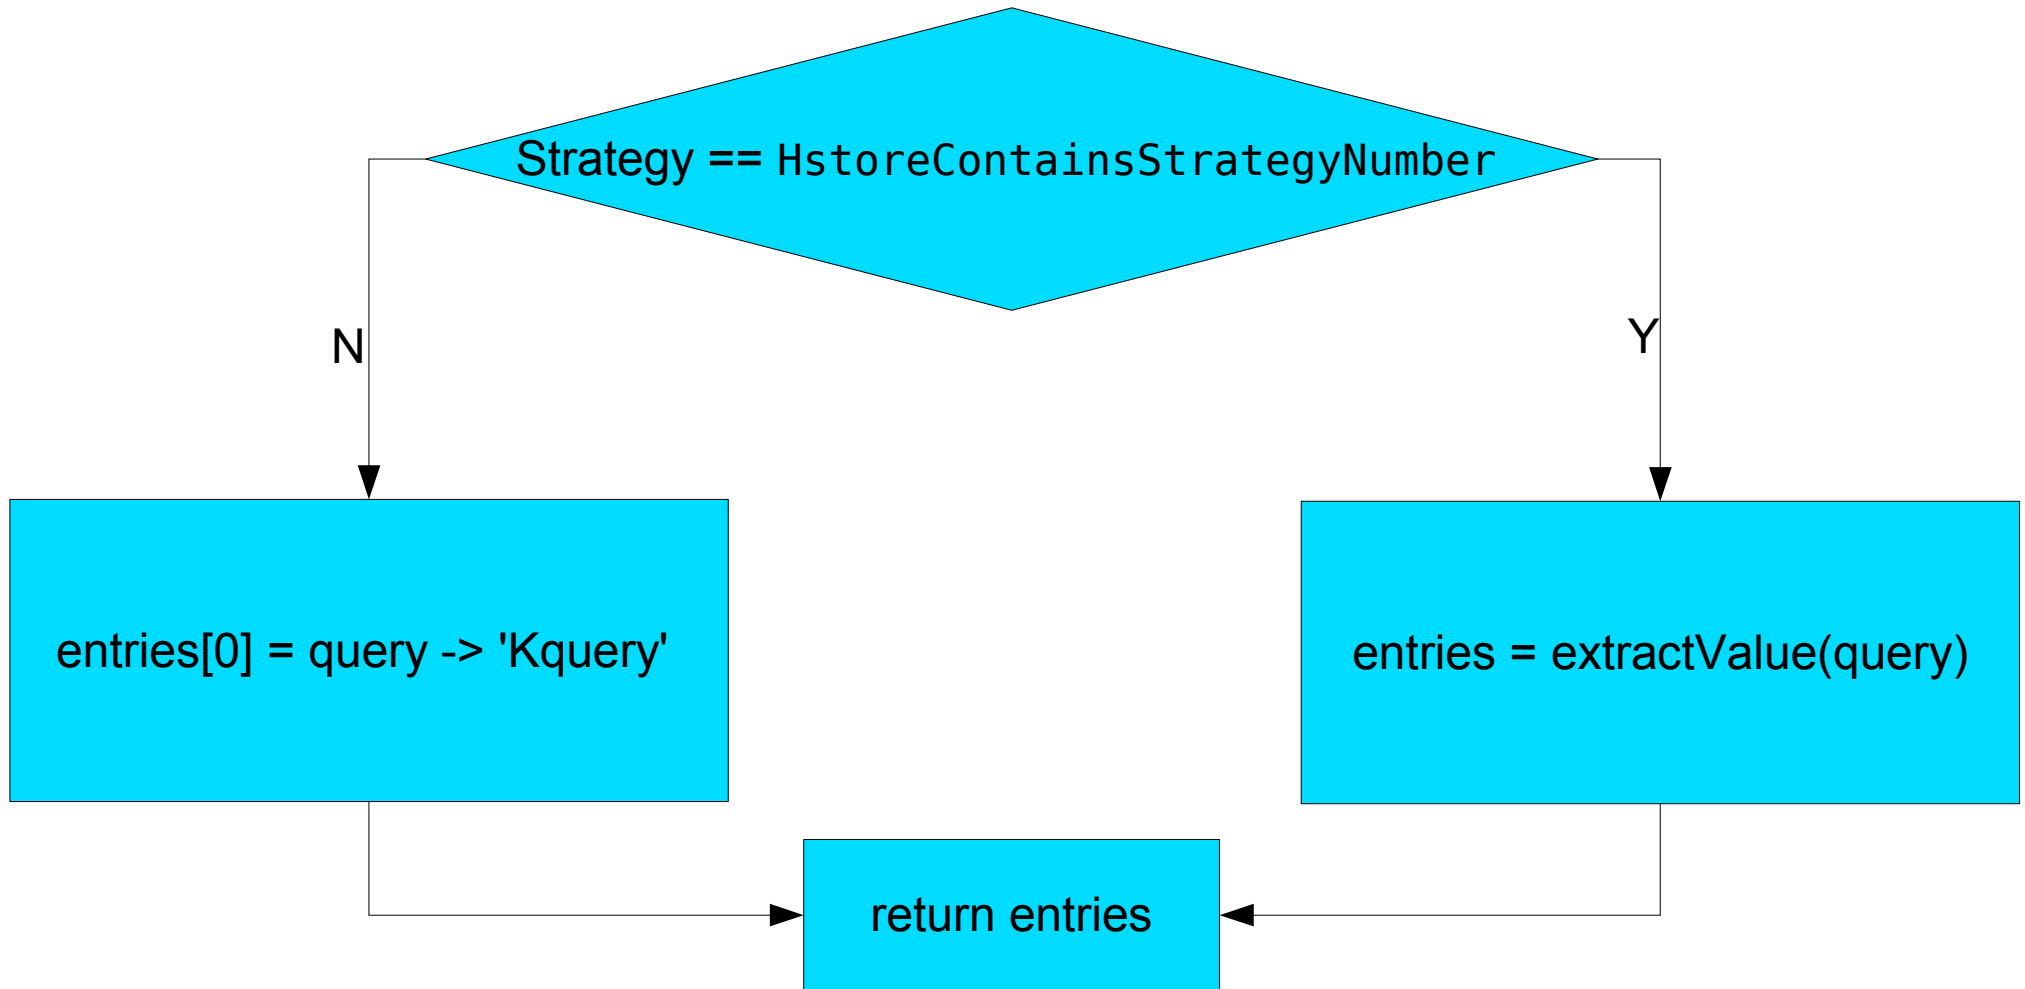 Strategy == HstoreContainsStrategyNumber
N
Y
entries[0] = query -> 'Kquery'
entries = extractValue(query)
return entries